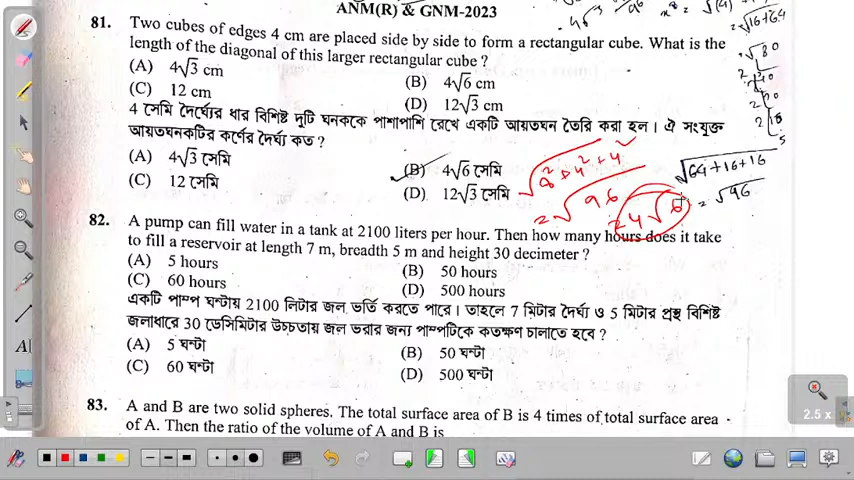 ANM(R) & GNM-2023
81. Two cubes of edges 4 cm are placed side by side to form a rectangular cube. What is the
length of the diagonal of this larger rectangular cube ?
(A) 4√3 cm
(B) 4√6 cm
(C) 12 cm
(D) 12√3 cm
4 সেমি দৈর্ঘ্যের ধার বিশিষ্ট দুটি ঘনককে পাশাপাশি রেখে একটি আয়তঘন তৈরি করা হল। ঐ সংযুক্ত
আয়তঘনকটির কর্ণের দৈর্ঘ্য কত ?
(A) 4√3 সেমি
(B) 4√6 সেমি
(C) 12 সেমি
(D) 12√3 সেমি
√8² + 4² + 4²
= √96
= 4√6
√64+16+16
= √96
= √16+64
= √80
82. A pump can fill water in a tank at 2100 liters per hour. Then how many hours does it take
to fill a reservoir at length 7 m, breadth 5 m and height 30 decimeter ?
(A) 5 hours
(B) 50 hours
(C) 60 hours
(D) 500 hours
একটি পাম্প ঘন্টায় 2100 লিটার জল ভর্তি করতে পারে। তাহলে 7 মিটার দৈর্ঘ্য ও 5 মিটার প্রস্থ বিশিষ্ট
জলাধারে 30 ডেসিমিটার উচ্চতায় জল ভরার জন্য পাম্পটিকে কতক্ষণ চালাতে হবে ?
(A) 5 ঘন্টা
(B) 50 ঘন্টা
(C) 60 ঘন্টা
(D) 500 ঘন্টা
83. A and B are two solid spheres. The total surface area of B is 4 times of total surface area
of A. Then the ratio of the volume of A and B is
2.5 x